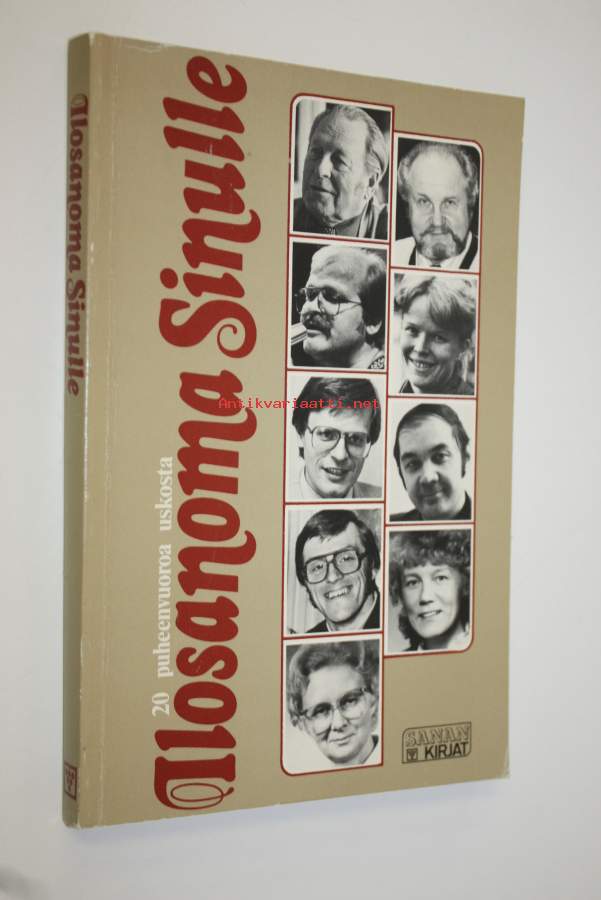 Ilosanoma Sinulle
20 puheenvuoroa uskosta
Ilosanoma Sinulle
Antikvariaatti.net
SANAN
KIRJAT